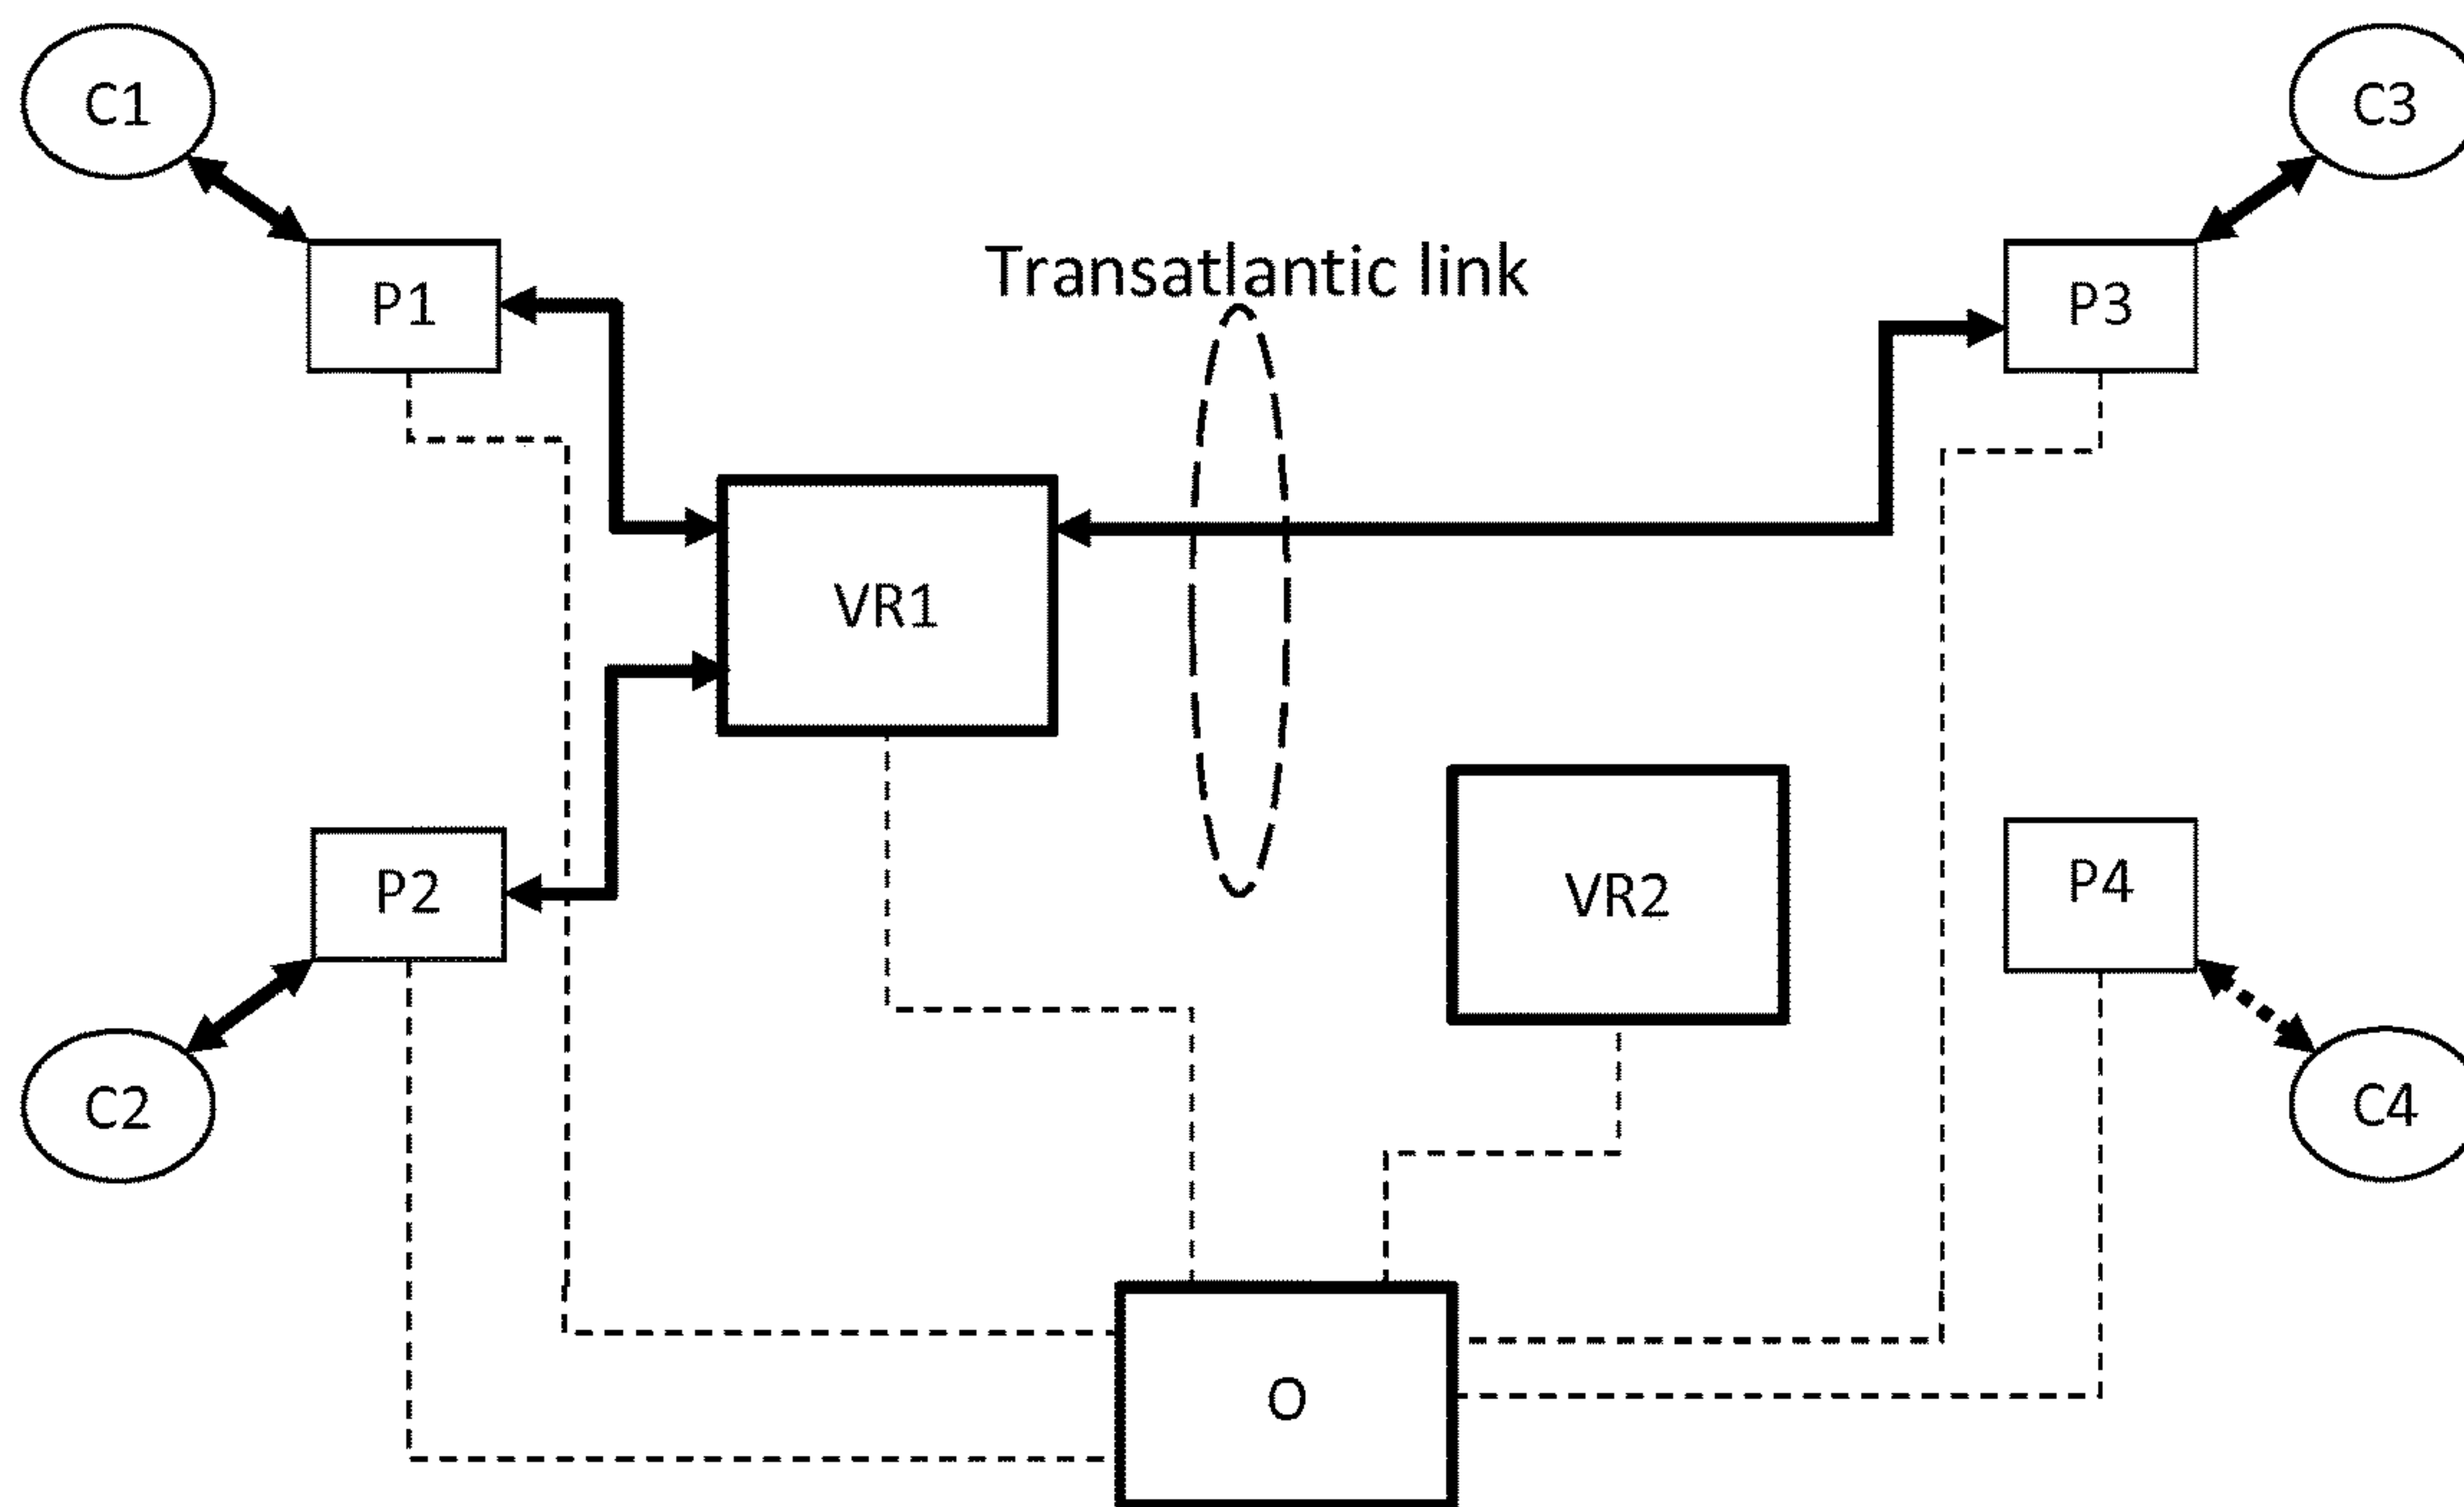 C1
C3
Transatlantic link
P1
P3
VR1
P2
VR2
P4
C2
C4
O